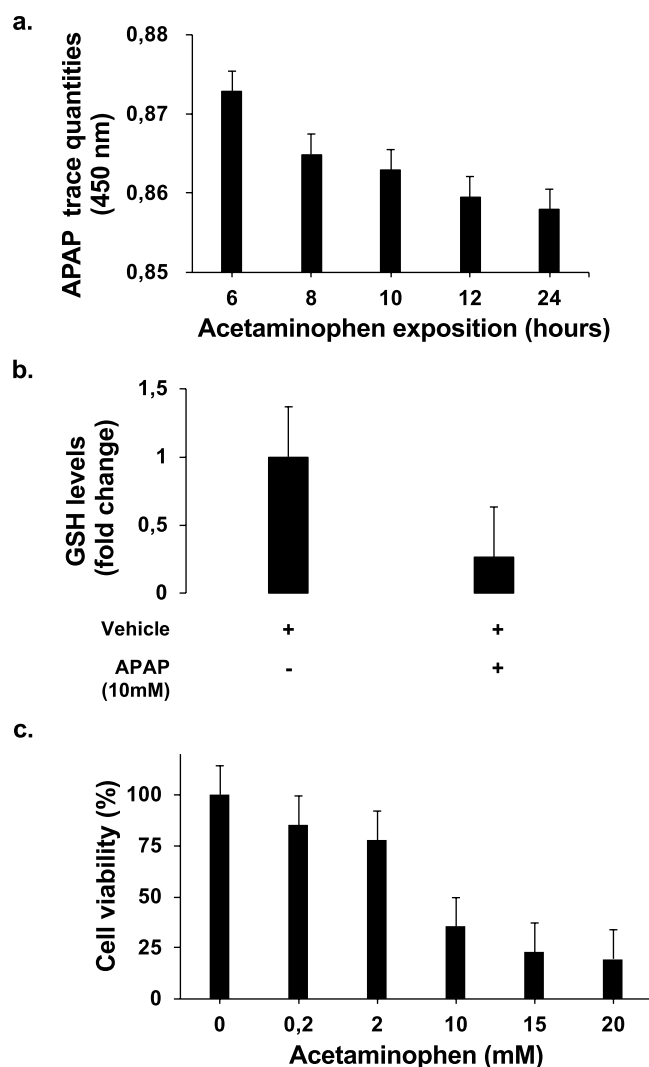 a.
APAP trace quantities
(450 nm)
0,88
0,87
0,86
0,85
6 8 10 12 24
Acetaminophen exposition (hours)
b.
GSH levels
(fold change)
1,5
1
0,5
0
Vehicle + +
APAP - +
(10mM)
c.
Cell viability (%)
100
75
50
25
0
0 0,2 2 10 15 20
Acetaminophen (mM)